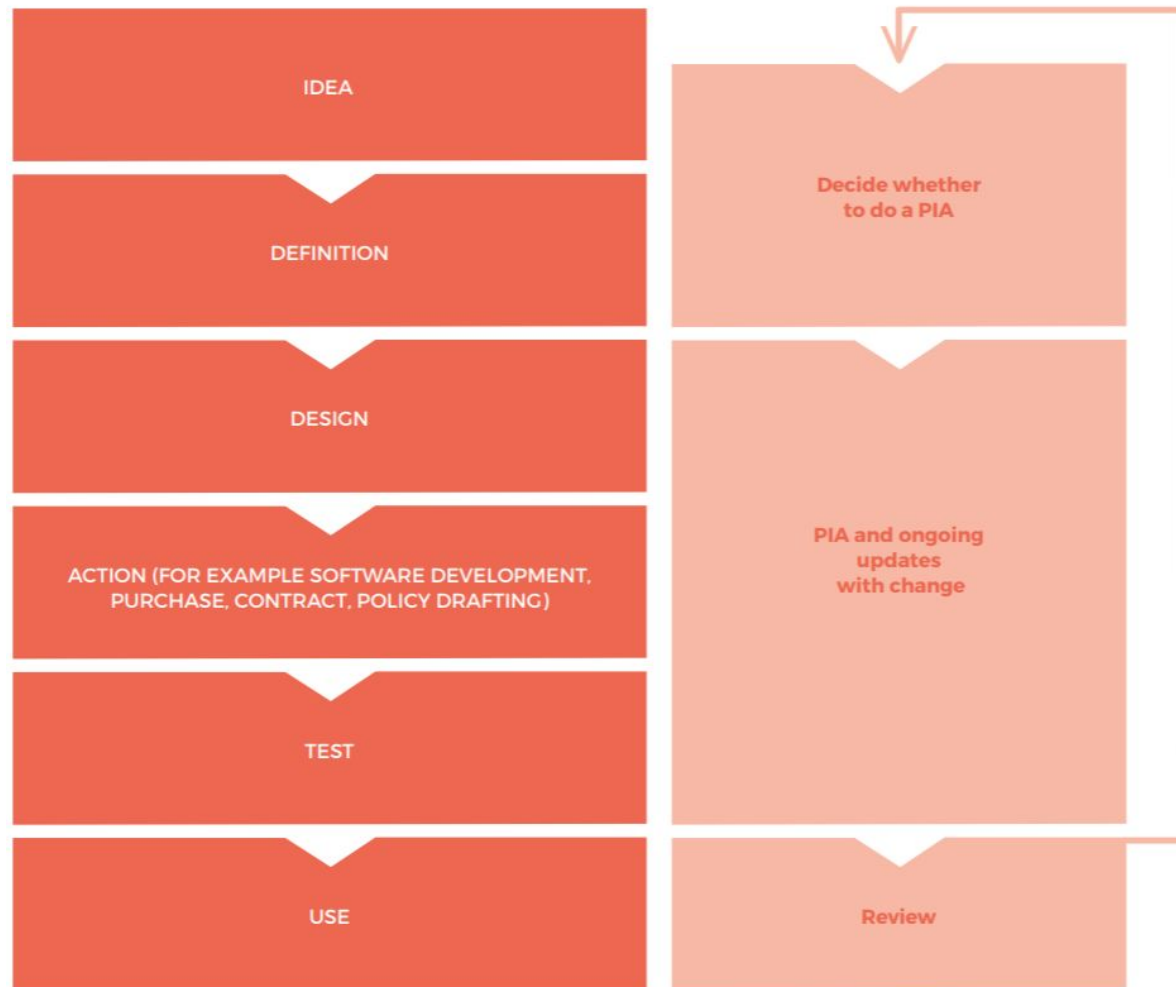 IDEA
DEFINITION
DESIGN
ACTION (FOR EXAMPLE SOFTWARE DEVELOPMENT,
PURCHASE, CONTRACT, POLICY DRAFTING)
TEST
USE
Decide whether
to do a PIA
PIA and ongoing
updates
with change
Review